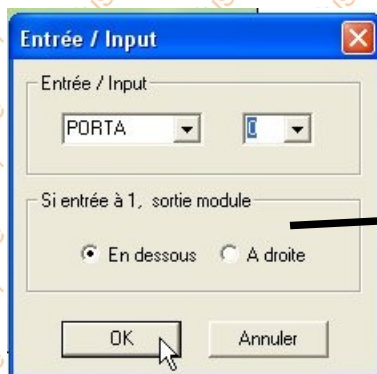 Entrée / Input
Entrée / Input
PORTA 0
Si entrée à 1, sortie module
En dessous A droite
OK Annuler